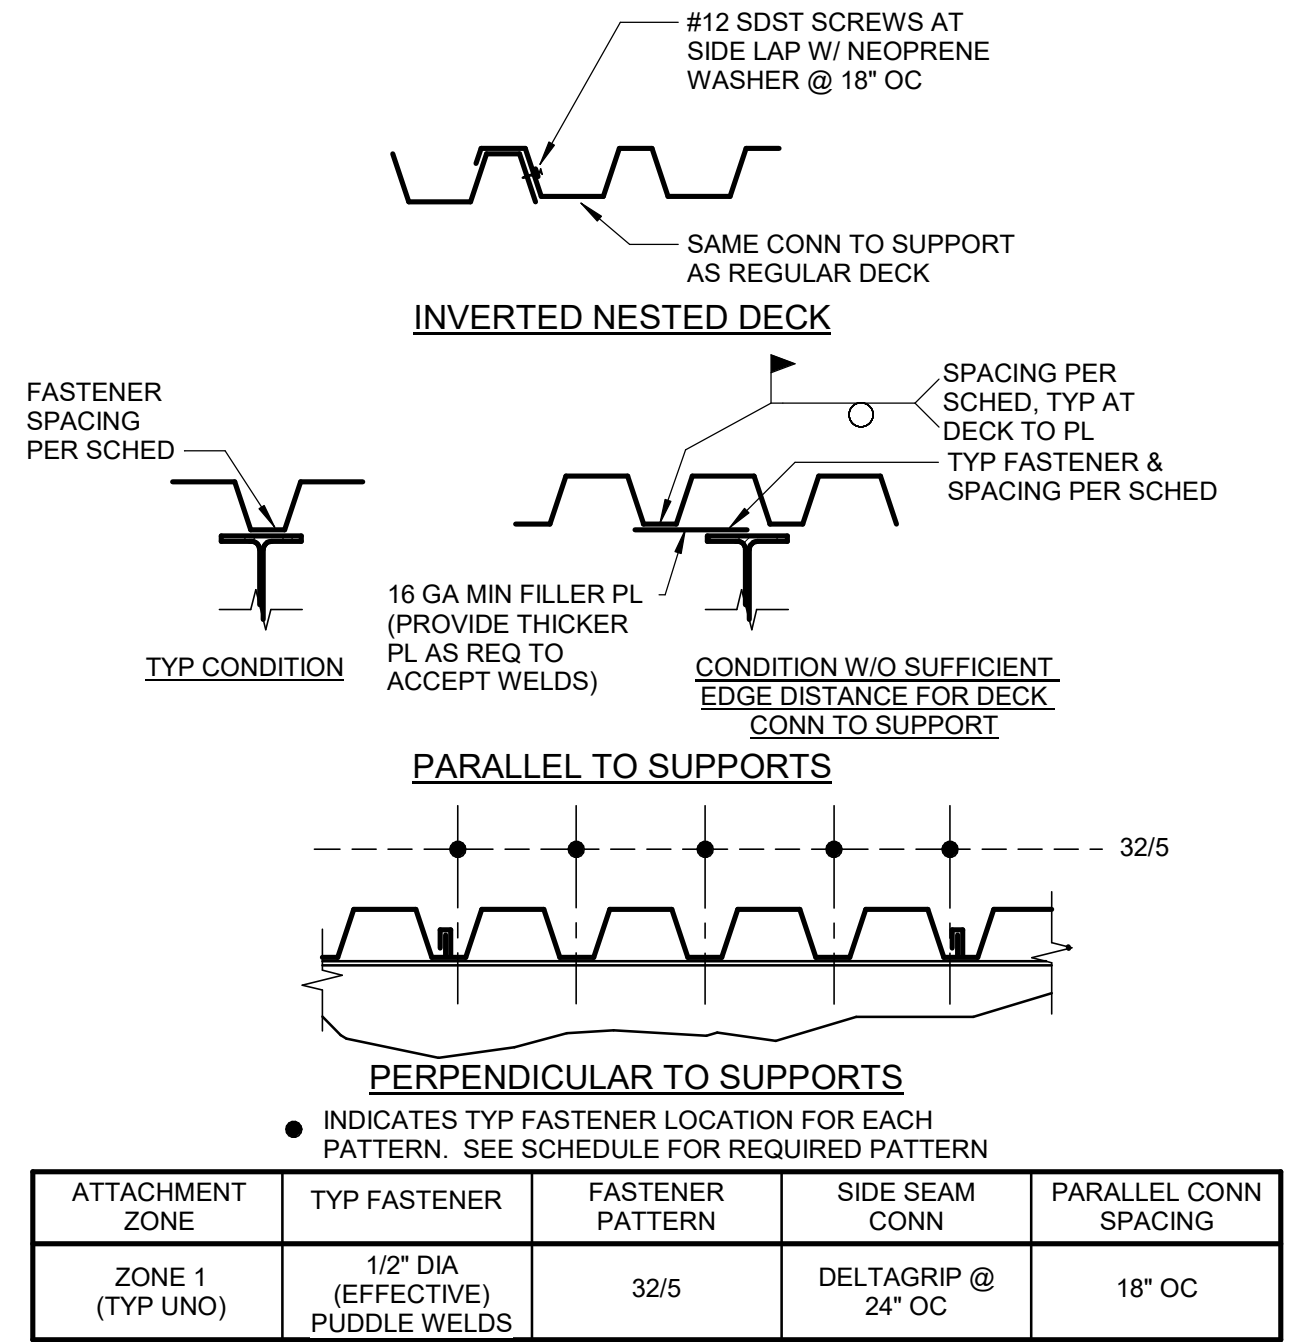 #12 SDST SCREWS AT
SIDE LAP W/ NEOPRENE
WASHER @ 18" OC
SAME CONN TO SUPPORT
AS REGULAR DECK
INVERTED NESTED DECK
FASTENER
SPACING
PER SCHED
SPACING PER
SCHED, TYP AT
DECK TO PL
TYP FASTENER &
SPACING PER SCHED
16 GA MIN FILLER PL
(PROVIDE THICKER
PL AS REQ TO
ACCEPT WELDS)
TYP CONDITION
CONDITION W/O SUFFICIENT
EDGE DISTANCE FOR DECK
CONN TO SUPPORT
PARALLEL TO SUPPORTS
32/5
PERPENDICULAR TO SUPPORTS
INDICATES TYP FASTENER LOCATION FOR EACH
PATTERN. SEE SCHEDULE FOR REQUIRED PATTERN
ATTACHMENT
ZONE
TYP FASTENER
FASTENER
PATTERN
SIDE SEAM
CONN
PARALLEL CONN
SPACING
ZONE 1
(TYP UNO)
1/2" DIA
(EFFECTIVE)
PUDDLE WELDS
32/5
DELTAGRIP @
24" OC
18" OC